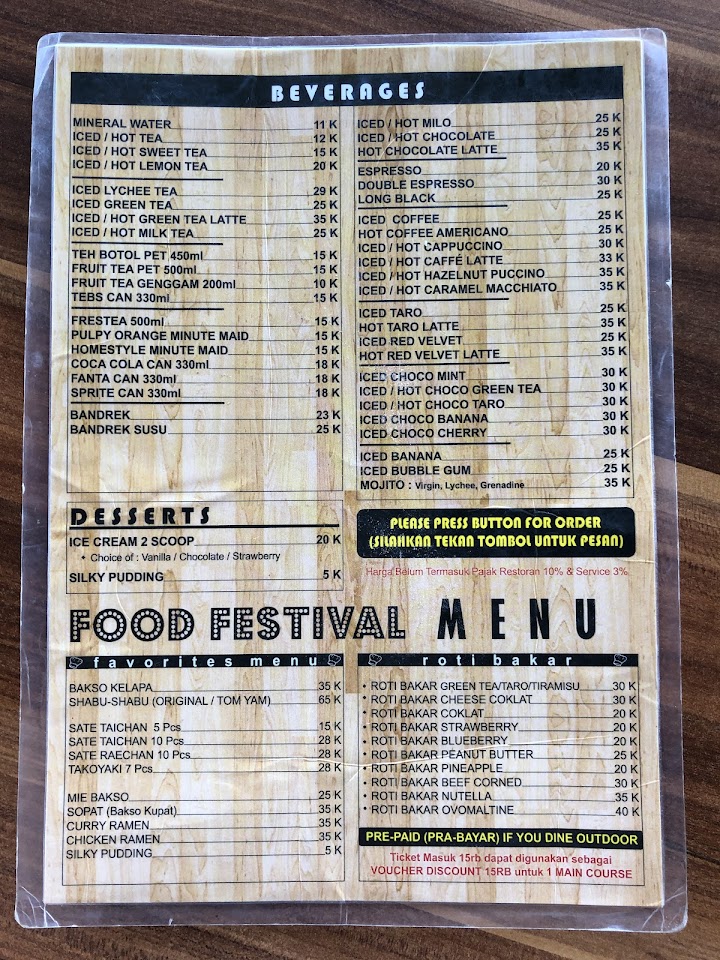 BEVERAGES
MINERAL WATER 11 K
ICED / HOT TEA 12 K
ICED / HOT SWEET TEA 15 K
ICED / HOT LEMON TEA 20 K
ICED LYCHEE TEA 29 K
ICED GREEN TEA 25 K
ICED / HOT GREEN TEA LATTE 35 K
ICED / HOT MILK TEA 25 K
TEH BOTOL PET 450ml 15 K
FRUIT TEA PET 500ml 15 K
FRUIT TEA GENGGAM 200ml 10 K
TEBS CAN 330ml 15 K
FRESTEA 500ml 15 K
PULPY ORANGE MINUTE MAID 15 K
HOMESTYLE MINUTE MAID 15 K
COCA COLA CAN 330ml 18 K
FANTA CAN 330ml 18 K
SPRITE CAN 330ml 18 K
BANDREK 23 K
BANDREK SUSU 25 K
ICED / HOT MILO 25 K
ICED / HOT CHOCOLATE 25 K
HOT CHOCOLATE LATTE 35 K
ESPRESSO 20 K
DOUBLE ESPRESSO 30 K
LONG BLACK 25 K
ICED COFFEE 25 K
HOT COFFEE AMERICANO 25 K
ICED / HOT CAPPUCCINO 30 K
ICED / HOT CAFFÉ LATTE 33 K
ICED / HOT HAZELNUT PUCCINO 35 K
ICED / HOT CARAMEL MACCHIATO 35 K
ICED TARO 25 K
HOT TARO LATTE 35 K
ICED RED VELVET 25 K
HOT RED VELVET LATTE 35 K
ICED CHOCO MINT 30 K
ICED / HOT CHOCO GREEN TEA 30 K
ICED / HOT CHOCO TARO 30 K
ICED CHOCO BANANA 30 K
ICED CHOCO CHERRY 30 K
ICED BANANA 25 K
ICED BUBBLE GUM 25 K
MOJITO : Virgin, Lychee, Grenadine 35 K
DESSERTS
ICE CREAM 2 SCOOP 20 K
• Choice of : Vanilla / Chocolate / Strawberry
SILKY PUDDING 5 K
PLEASE PRESS BUTTON FOR ORDER
(SILAHKAN TEKAN TOMBOL UNTUK PESAN)
Harga Belum Termasuk Pajak Restoran 10% & Service 3%
FOOD FESTIVAL MENU
favorites menu
BAKSO KELAPA 35 K
SHABU-SHABU (ORIGINAL / TOM YAM) 65 K
SATE TAICHAN 5 Pcs 15 K
SATE TAICHAN 10 Pcs 28 K
SATE RAECHAN 10 Pcs 28 K
TAKOYAKI 7 Pcs 28 K
MIE BAKSO 25 K
SOPAT (Bakso Kupat) 35 K
CURRY RAMEN 35 K
CHICKEN RAMEN 35 K
SILKY PUDDING 5 K
roti bakar
• ROTI BAKAR GREEN TEA/TARO/TIRAMISU 30 K
• ROTI BAKAR CHEESE COKLAT 30 K
• ROTI BAKAR COKLAT 20 K
• ROTI BAKAR STRAWBERRY 20 K
• ROTI BAKAR BLUEBERRY 20 K
• ROTI BAKAR PEANUT BUTTER 25 K
• ROTI BAKAR PINEAPPLE 20 K
• ROTI BAKAR BEEF CORNED 30 K
• ROTI BAKAR NUTELLA 35 K
• ROTI BAKAR OVOMALTINE 40 K
PRE-PAID (PRA-BAYAR) IF YOU DINE OUTDOOR
Ticket Masuk 15rb dapat digunakan sebagai
VOUCHER DISCOUNT 15RB untuk 1 MAIN COURSE